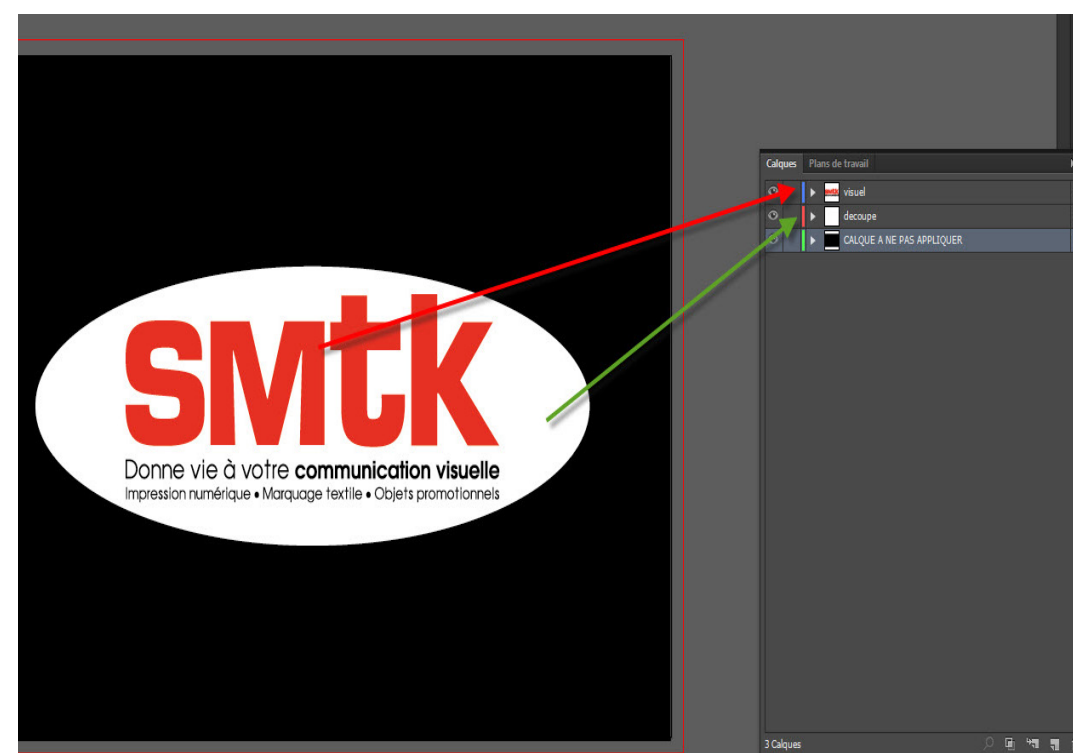 Calques Plans de travail
visuel
decoupe
CALQUE A NE PAS APPLIQUER
smtk
Donne vie à votre communication visuelle
Impression numérique • Marquage textile • Objets promotionnels
3 Calques